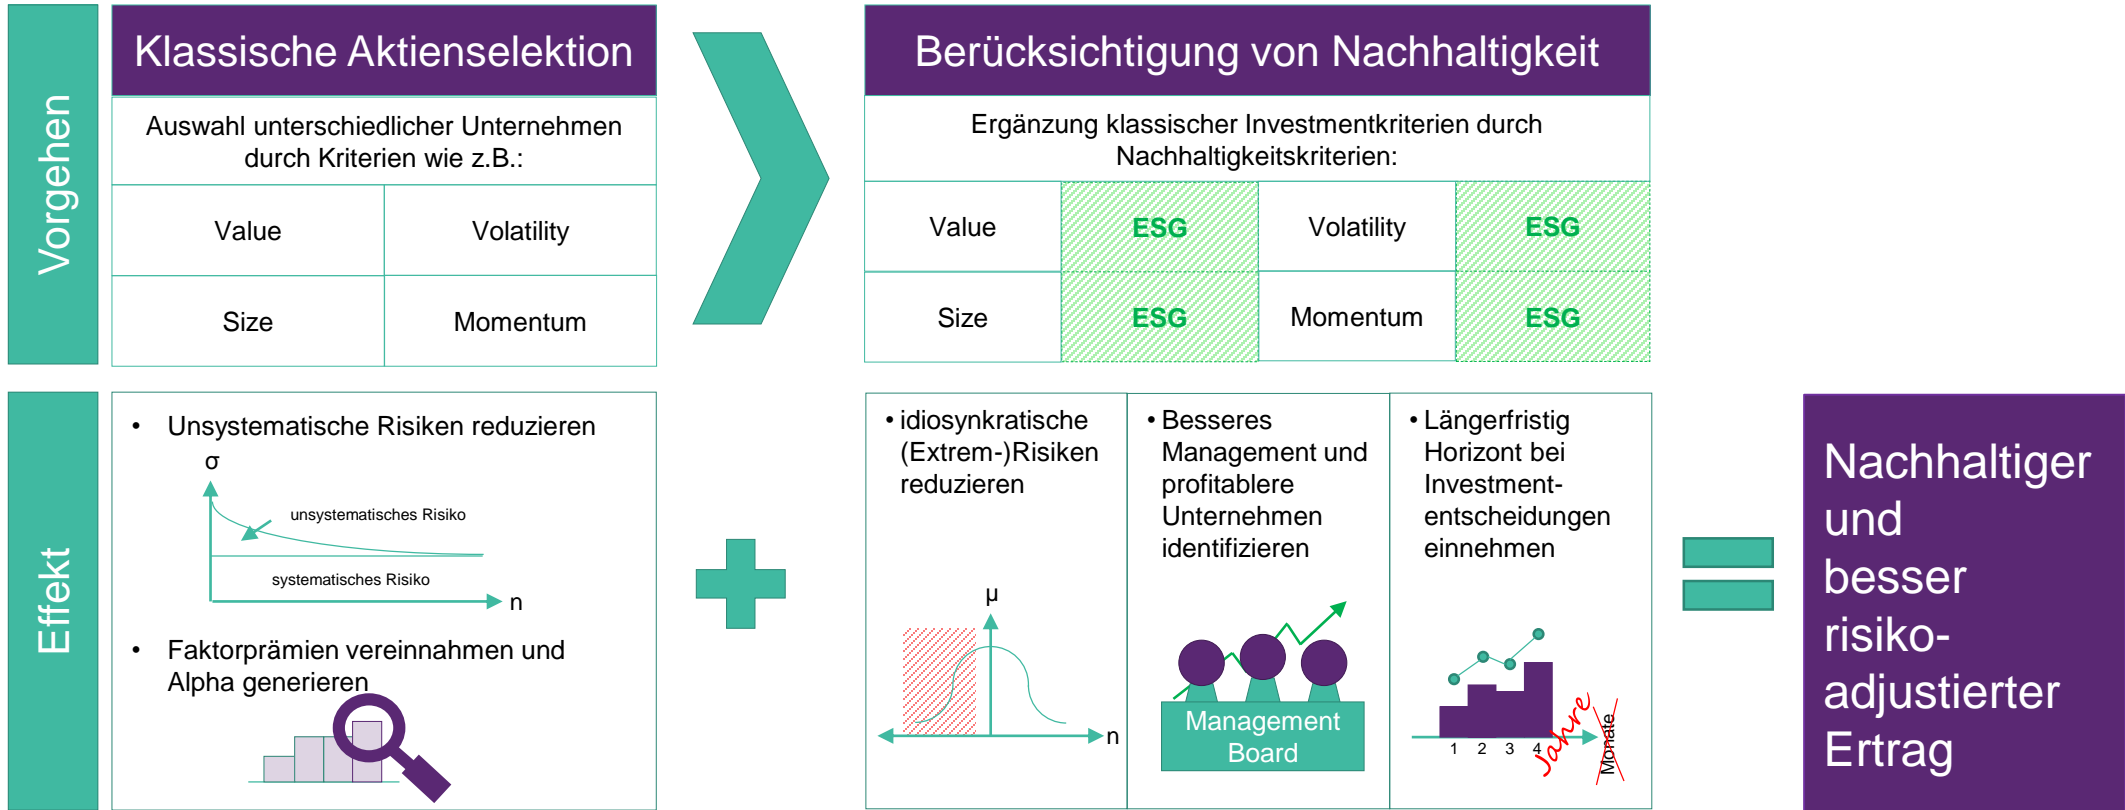 Vorgehen
Klassische Aktienselektion
Auswahl unterschiedlicher Unternehmen
durch Kriterien wie z.B.:
Value
Volatility
Size
Momentum
Berücksichtigung von Nachhaltigkeit
Ergänzung klassischer Investmentkriterien durch
Nachhaltigkeitskriterien:
Value
ESG
Volatility
ESG
Size
ESG
Momentum
ESG
Effekt
• Unsystematische Risiken reduzieren
σ
unsystematisches Risiko
systematisches Risiko
n
• Faktorprämien vereinnahmen und
Alpha generieren
• idiosynkratische
(Extrem-)Risiken
reduzieren
μ
n
• Besseres
Management und
profitablere
Unternehmen
identifizieren
Management
Board
• Längerfristig
Horizont bei
Investment-
entscheidungen
einnehmen
1 2 3 4
Jahre
Monate
Nachhaltiger
und
besser
risiko-
adjustierter
Ertrag